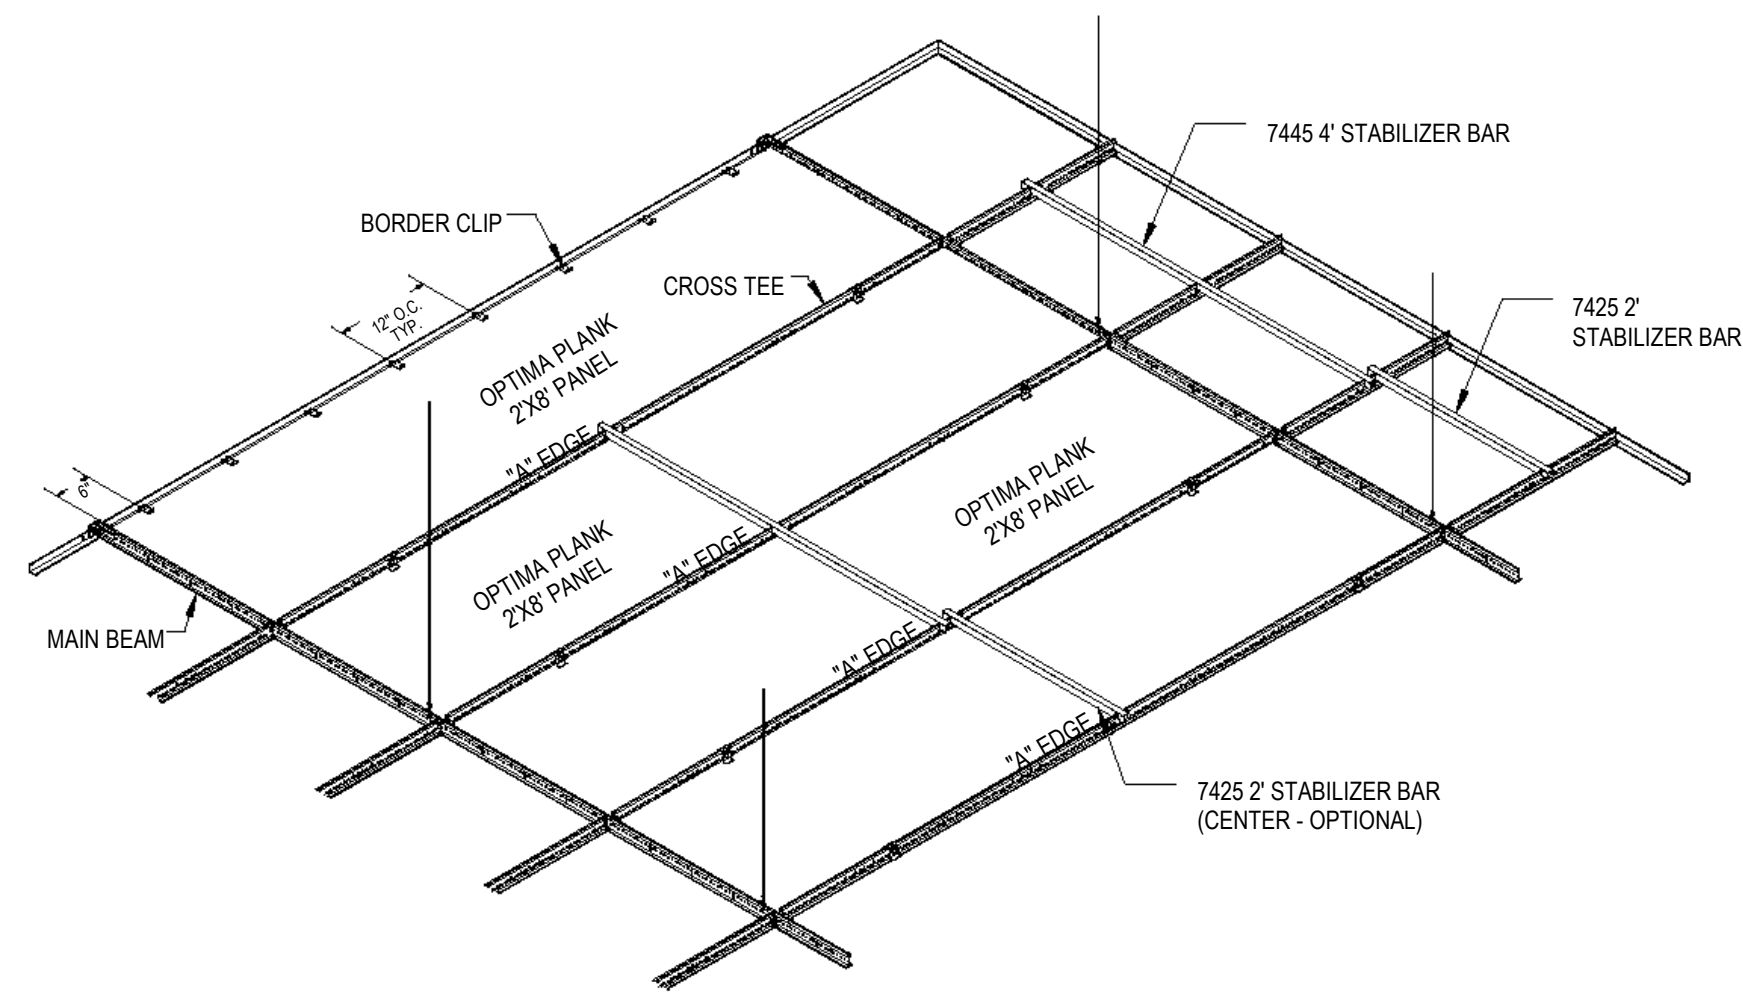 7445 4' STABILIZER BAR
BORDER CLIP
CROSS TEE
12" O.C.
TYP.
7425 2'
STABILIZER BAR
OPTIMA PLANK
2'X8' PANEL
"A" EDGE
OPTIMA PLANK
2'X8' PANEL
6"
OPTIMA PLANK
2'X8' PANEL
"A" EDGE
MAIN BEAM
"A" EDGE
"A" EDGE
7425 2' STABILIZER BAR
(CENTER - OPTIONAL)